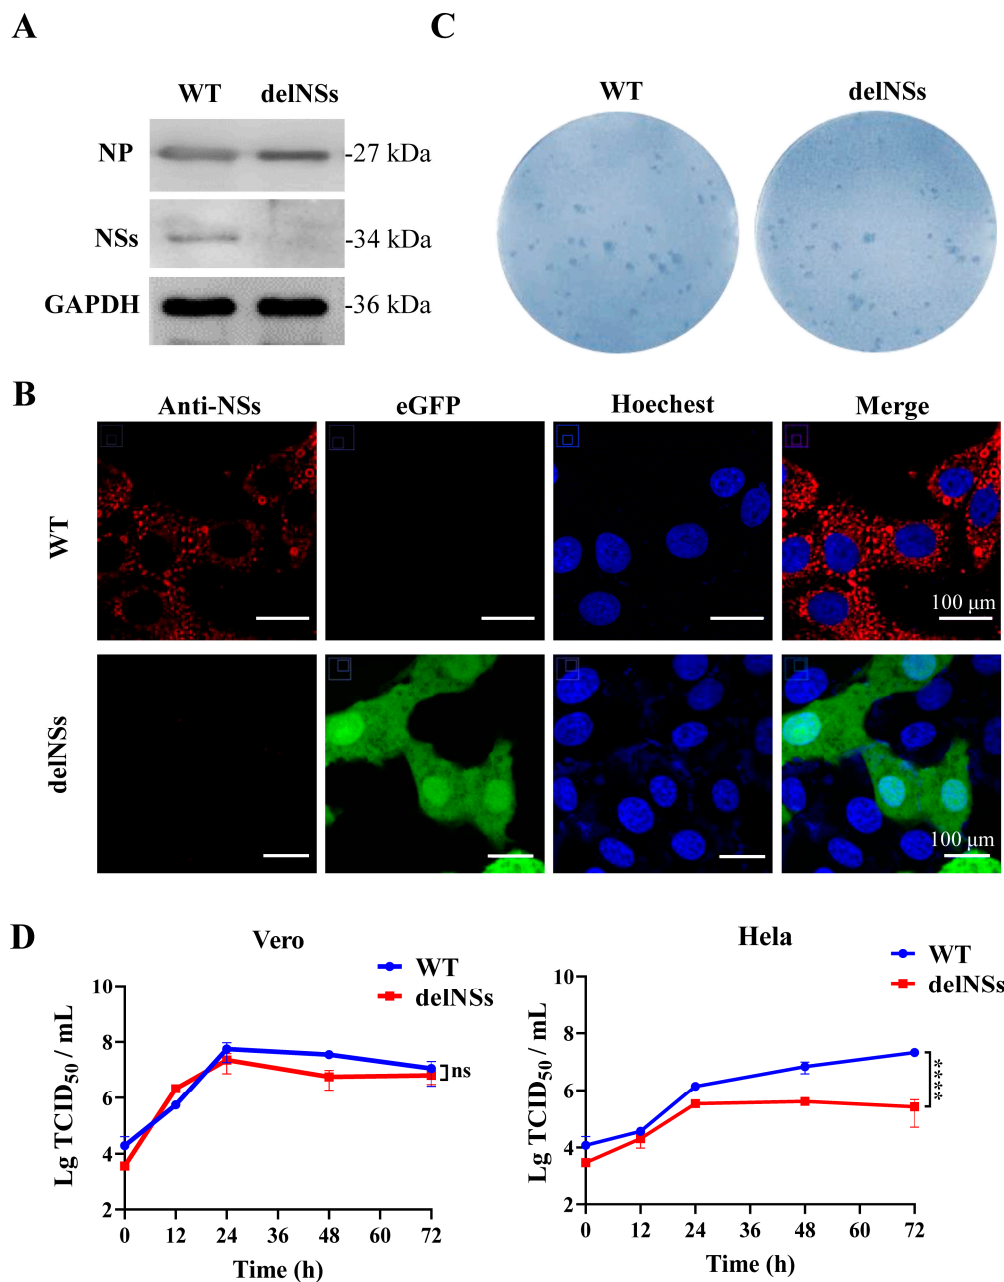 A
WT delNSs
NP -27 kDa
NSs -34 kDa
GAPDH -36 kDa
C
WT delNSs
B
Anti-NSs eGFP Hoechest Merge
WT
100 μm
delNSs
100 μm
D
Vero
WT
delNSs
Lg TCID50 / mL
10
8
6
4
2
ns
0 12 24 36 48 60 72
Time (h)
Hela
WT
delNSs
Lg TCID50 / mL
10
8
6
4
2
****
0 12 24 36 48 60 72
Time (h)